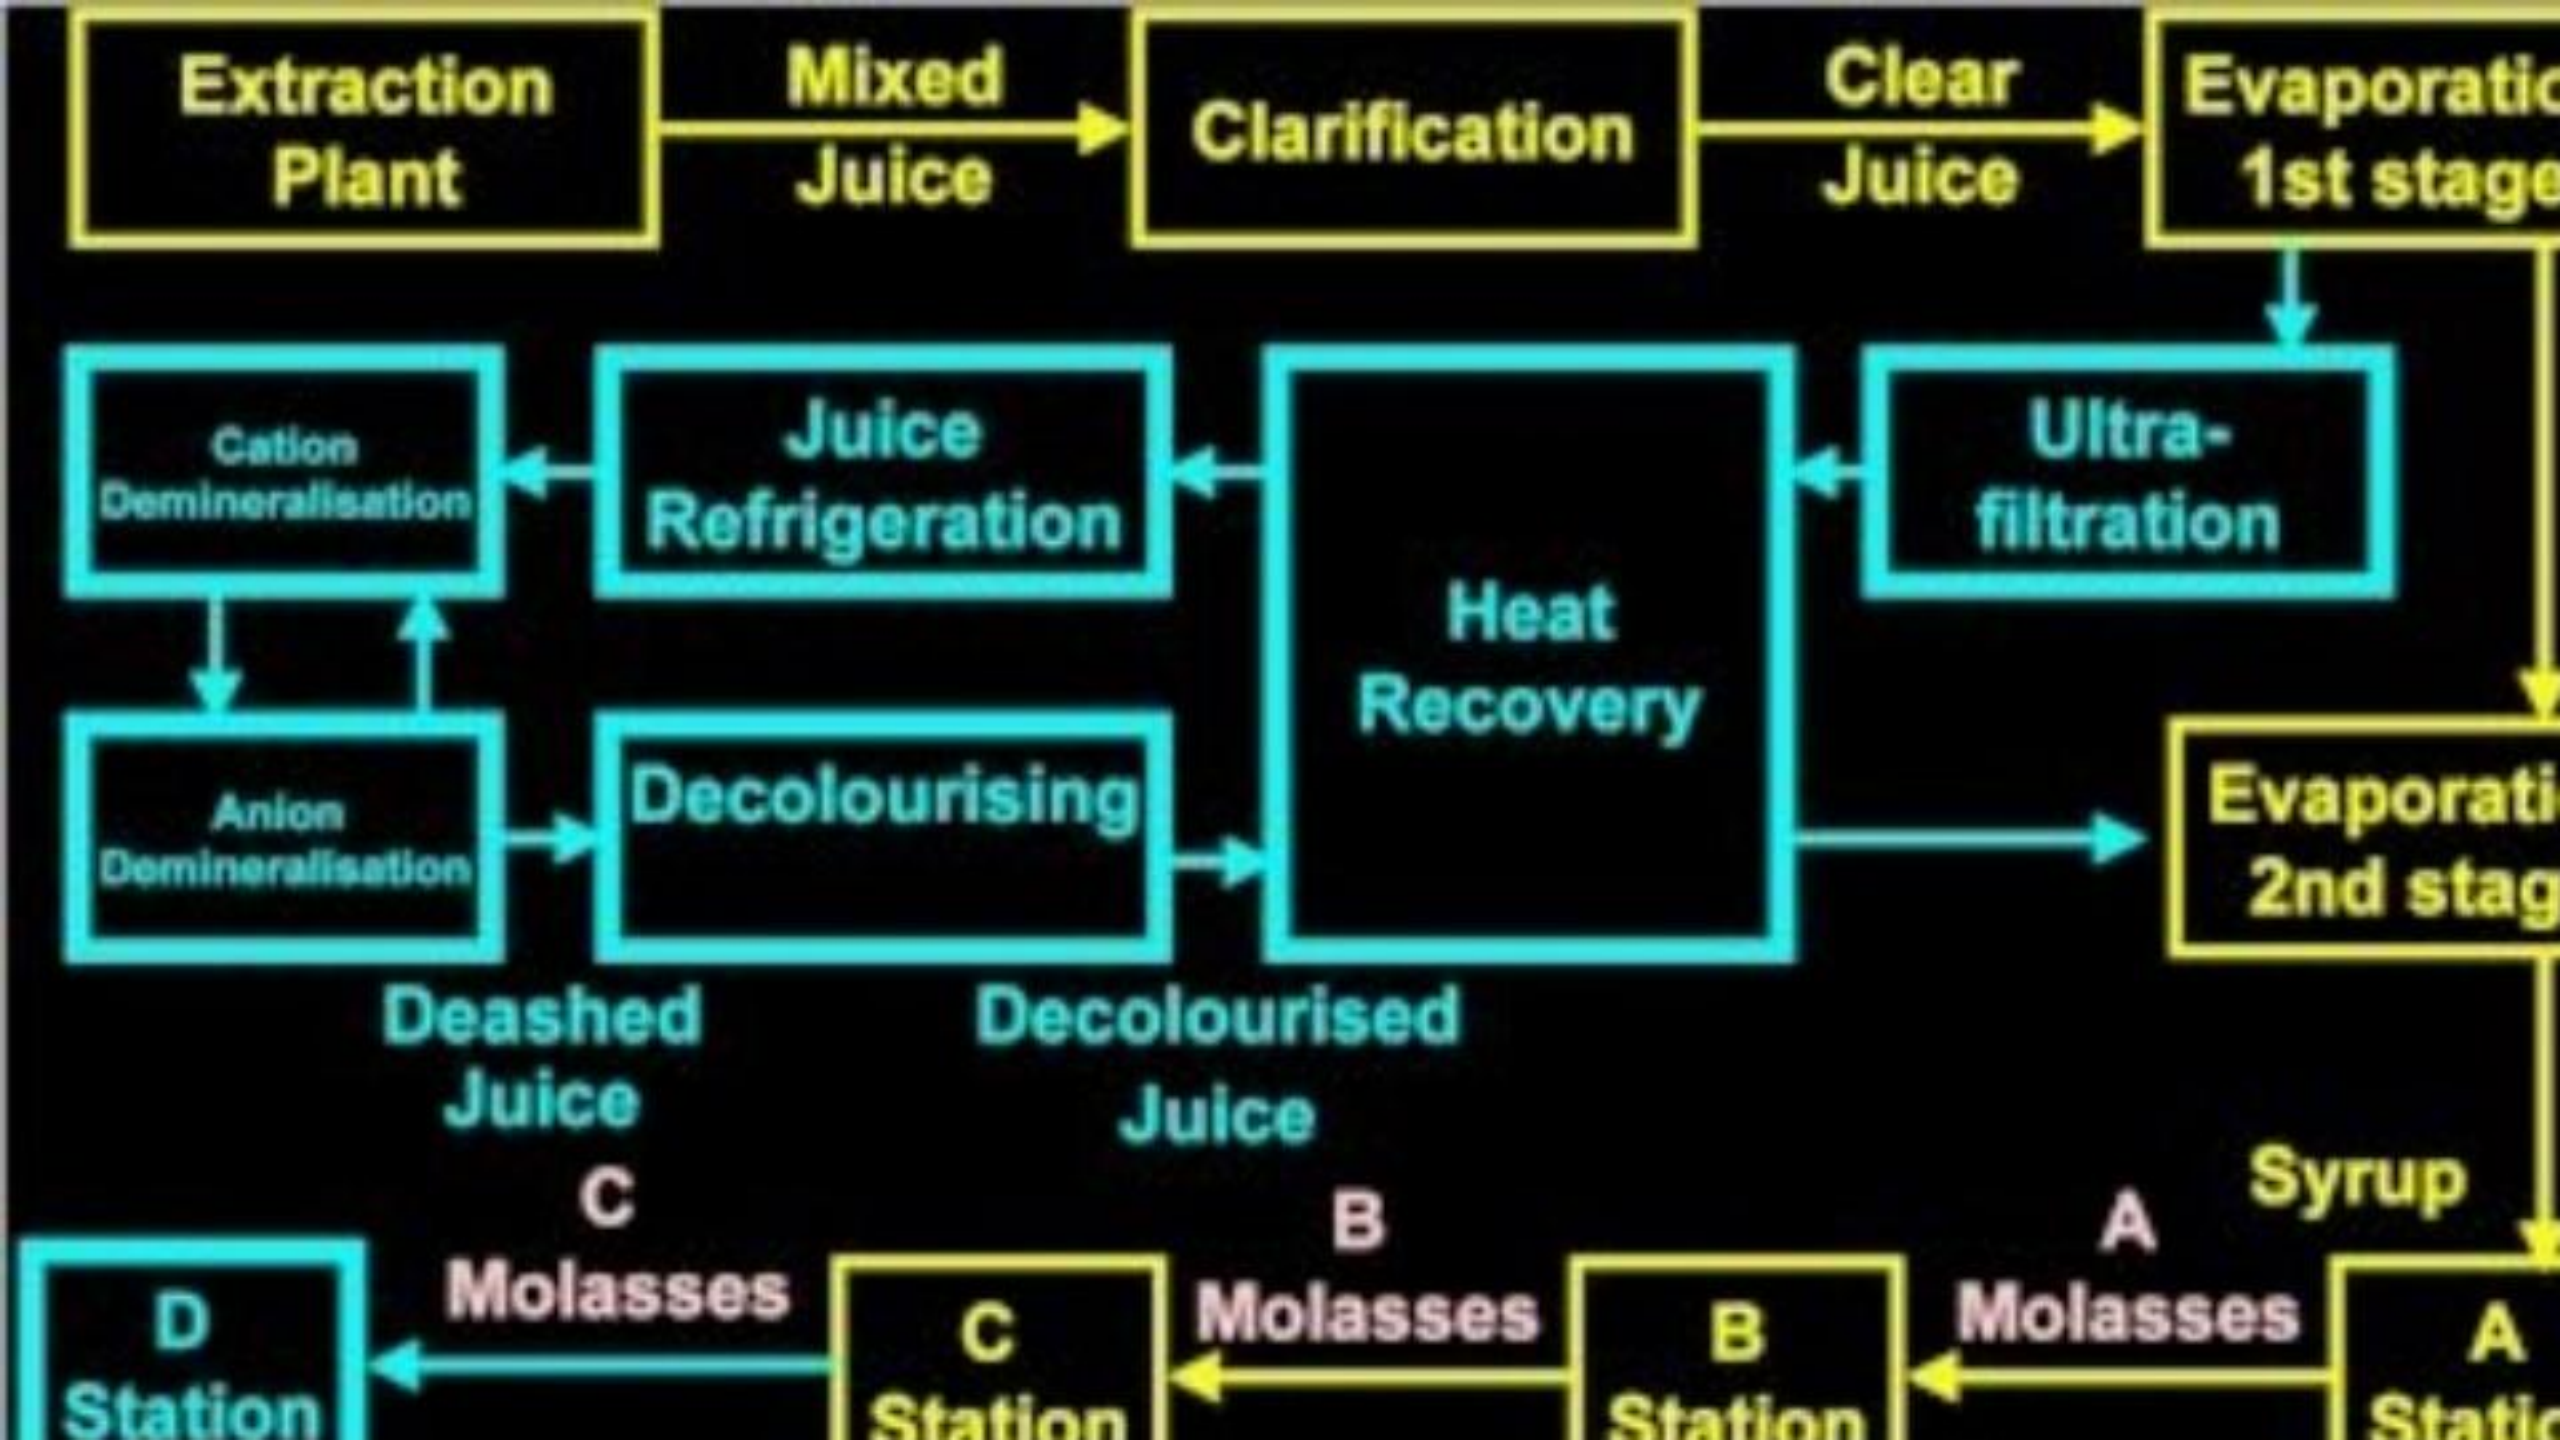 Extraction
Plant
Mixed
Juice
Clarification
Clear
Juice
Evaporatio
1st stage
Cation
Demineralisation
Juice
Refrigeration
Heat
Recovery
Ultra-
filtration
Anion
Demineralisation
Decolourising
Evaporati
2nd stag
Deashed
Juice
Decolourised
Juice
Syrup
C
Molasses
B
Molasses
A
Molasses
D
Station
C
Station
B
Station
A
Statio